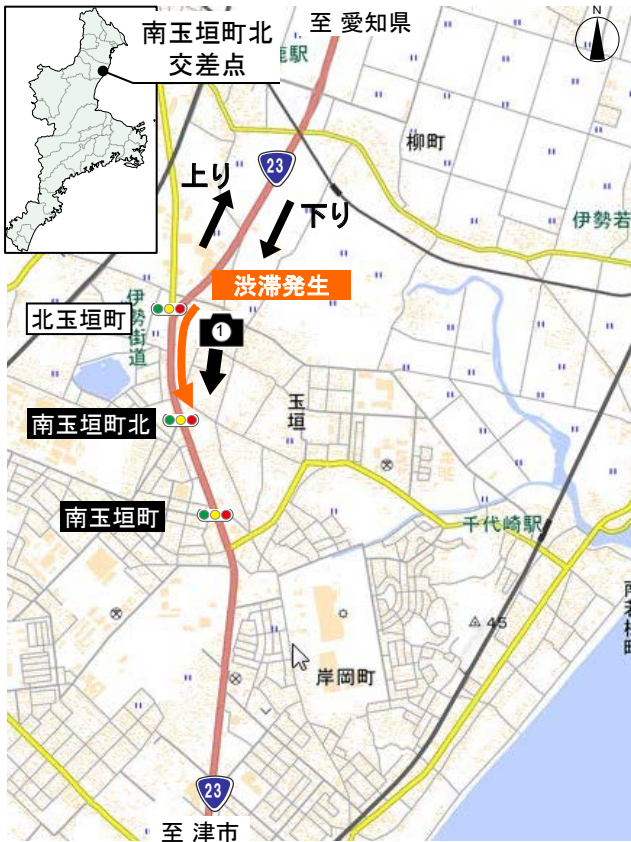 南玉垣町北
交差点
至 愛知県
N
鹿駅
柳町
23
上り
下り
伊勢若
渋滞発生
北玉垣町
伊勢街道
1
玉垣
南玉垣町北
南玉垣町
千代崎駅
45
岸岡町
23
至 津市